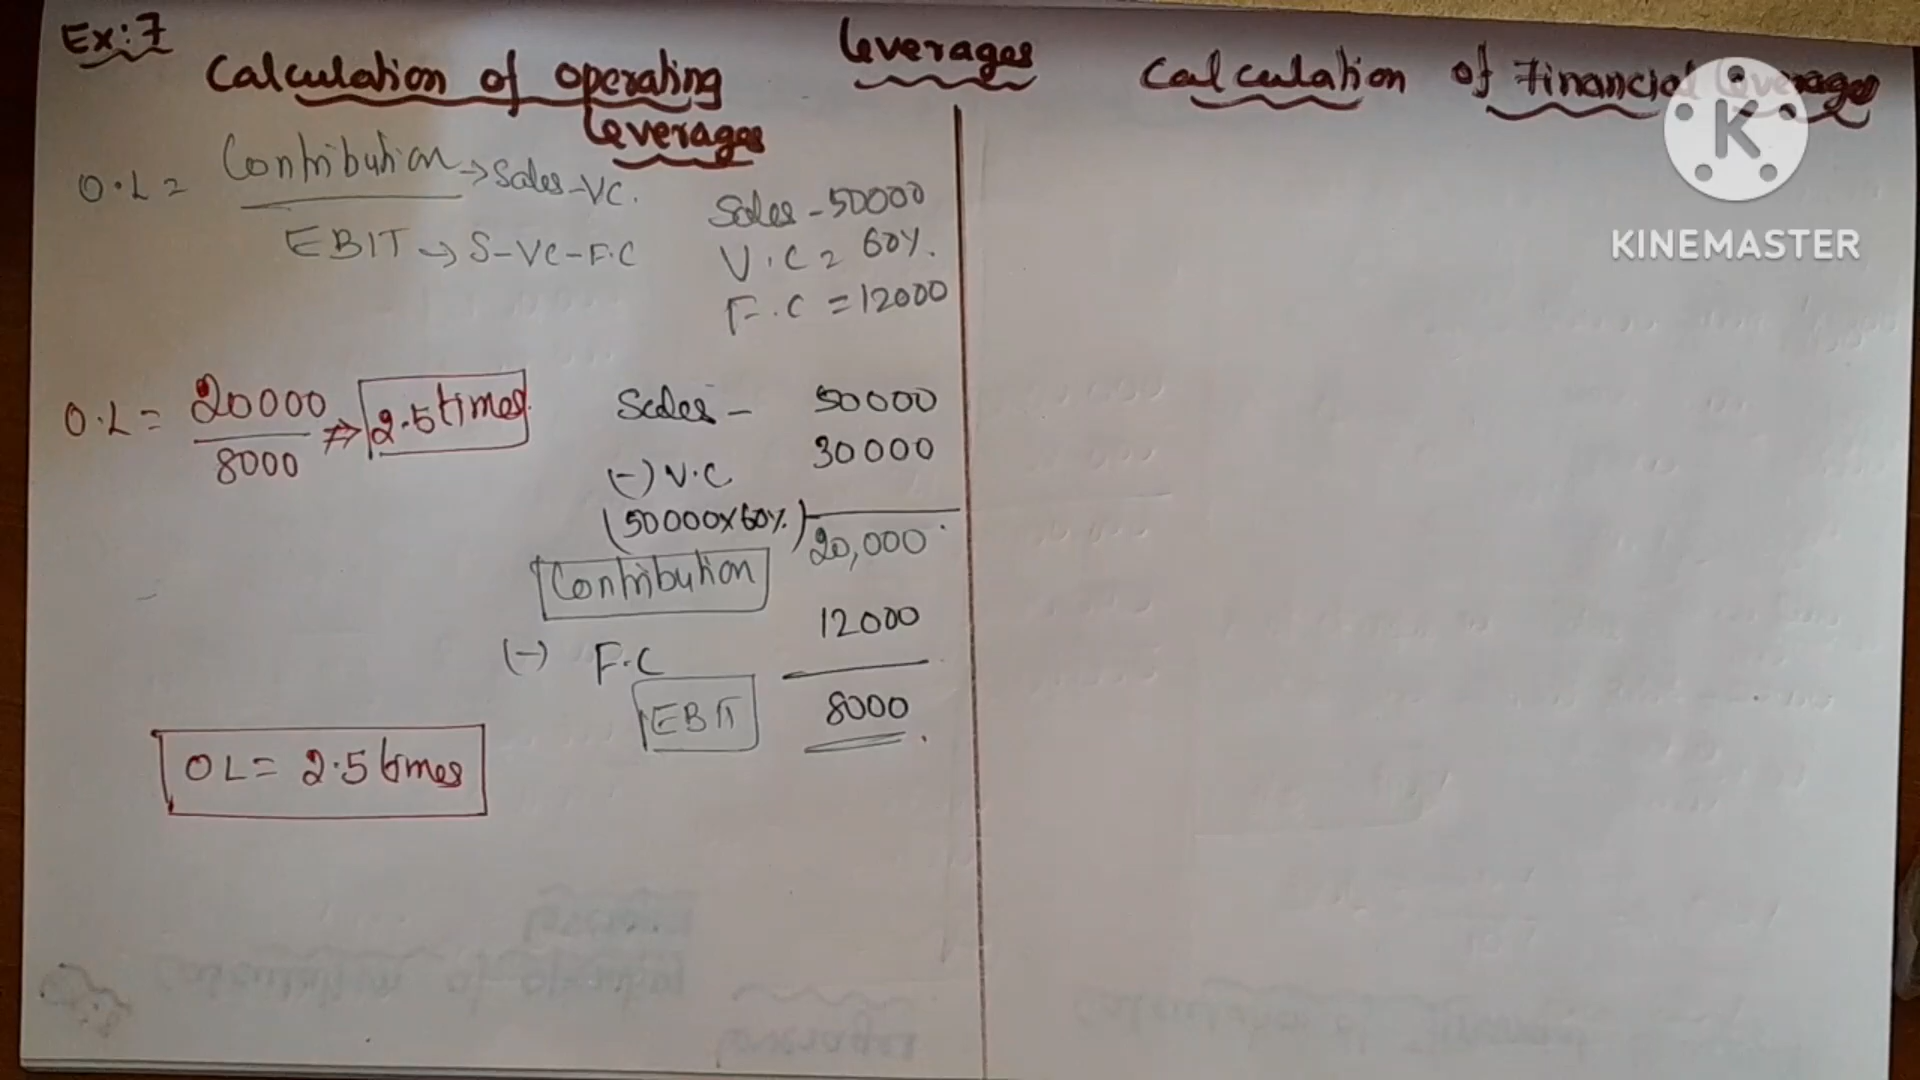 Ex:7
Leverages
Calculation of operating
Leverages
O.L = Contribution → Sales-VC.
EBIT → S-VC-F.C
Sales - 50000
V.C = 60%.
F.C = 12000
O.L = 20000 ⇒ 2.5 times
8000
Sales - 50000
(-) V.C 30000
(50000x60%)
Contribution 20,000
(-) F.C 12000
EBIT 8000
OL = 2.5 times
Calculation of Financial Leverages
K
KINEMASTER